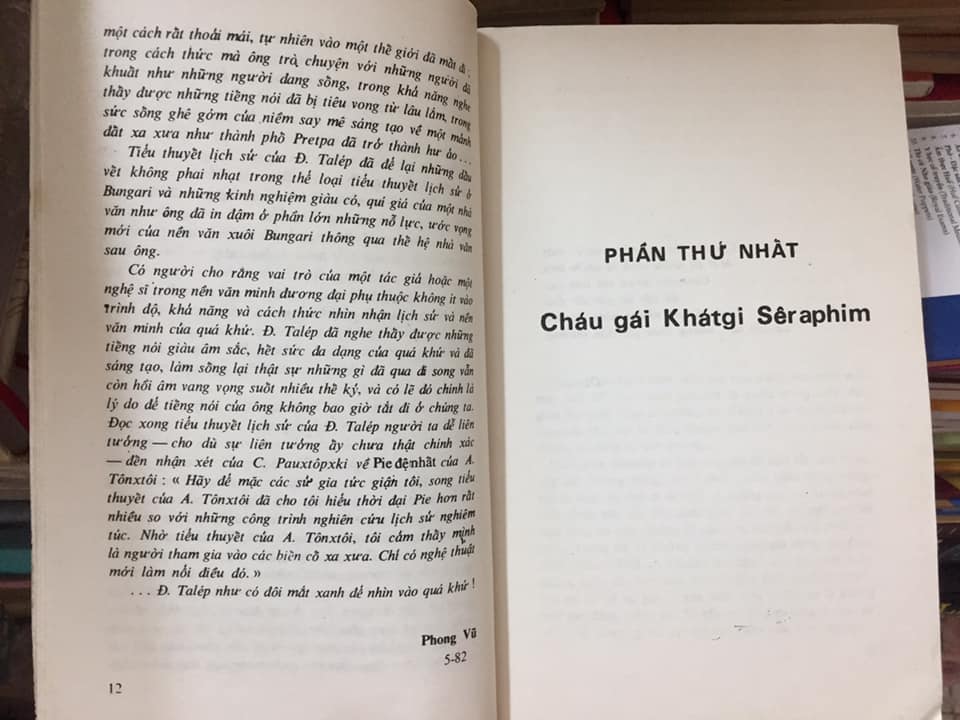 một cách rất thoải mái, tự nhiên vào một thế giới đã mất đi ;
trong cách thức mà ông trò chuyện với những người đã
khuất như những người đang sống, trong khả năng nghe
thấy được những tiếng nói đã bị tiêu vong từ lâu lắm, trong
sức sống ghê gớm của niềm say mê sáng tạo về một mảnh
đất xa xưa như thành phố Pretpa đã trở thành hư ảo...
Tiểu thuyết lịch sử của Đ. Talép đã để lại những dấu
vết không phai nhạt trong thể loại tiểu thuyết lịch sử ở
Bungari và những kinh nghiệm giàu có, quí giá của một nhà
văn như ông đã in đậm ở phần lớn những nỗ lực, ước vọng
mới của nền văn xuôi Bungari thông qua thế hệ nhà văn
sau ông.
Có người cho rằng vai trò của một tác giả hoặc một
nghệ sĩ trong nền văn minh đương đại phụ thuộc không ít vào
trình độ, khả năng và cách thức nhìn nhận lịch sử và nền
văn minh của quá khứ. Đ. Talép đã nghe thấy được những
tiếng nói giàu âm sắc, hết sức đa dạng của quá khứ và đã
sáng tạo, làm sống lại thật sự những gì đã qua đi song vẫn
còn hồi âm vang vọng suốt nhiều thế kỷ, và có lẽ đó chính là
lý do để tiếng nói của ông không bao giờ tắt đi ở chúng ta.
Đọc xong tiểu thuyết lịch sử của Đ. Talép người ta dễ liên
tưởng — cho dù sự liên tưởng ấy chưa thật chính xác
— đến nhận xét của C. Pauxtôpxki về Pie đệ nhất của A.
Tônxtôi : « Hãy để mặc các sử gia tức giận tôi, song tiểu
thuyết của A. Tônxtôi đã cho tôi hiểu thời đại Pie hơn rất
nhiều so với những công trình nghiên cứu lịch sử nghiêm
túc. Nhờ tiểu thuyết của A. Tônxtôi, tôi cảm thấy mình
là người tham gia vào các biến cố xa xưa. Chỉ có nghệ thuật
mới làm nổi điều đó. »
... Đ. Talép như có đôi mắt xanh để nhìn vào quá khứ !
Phong Vũ
5-82
12
PHẦN THỨ NHẤT
Cháu gái Khátgi Sêraphim